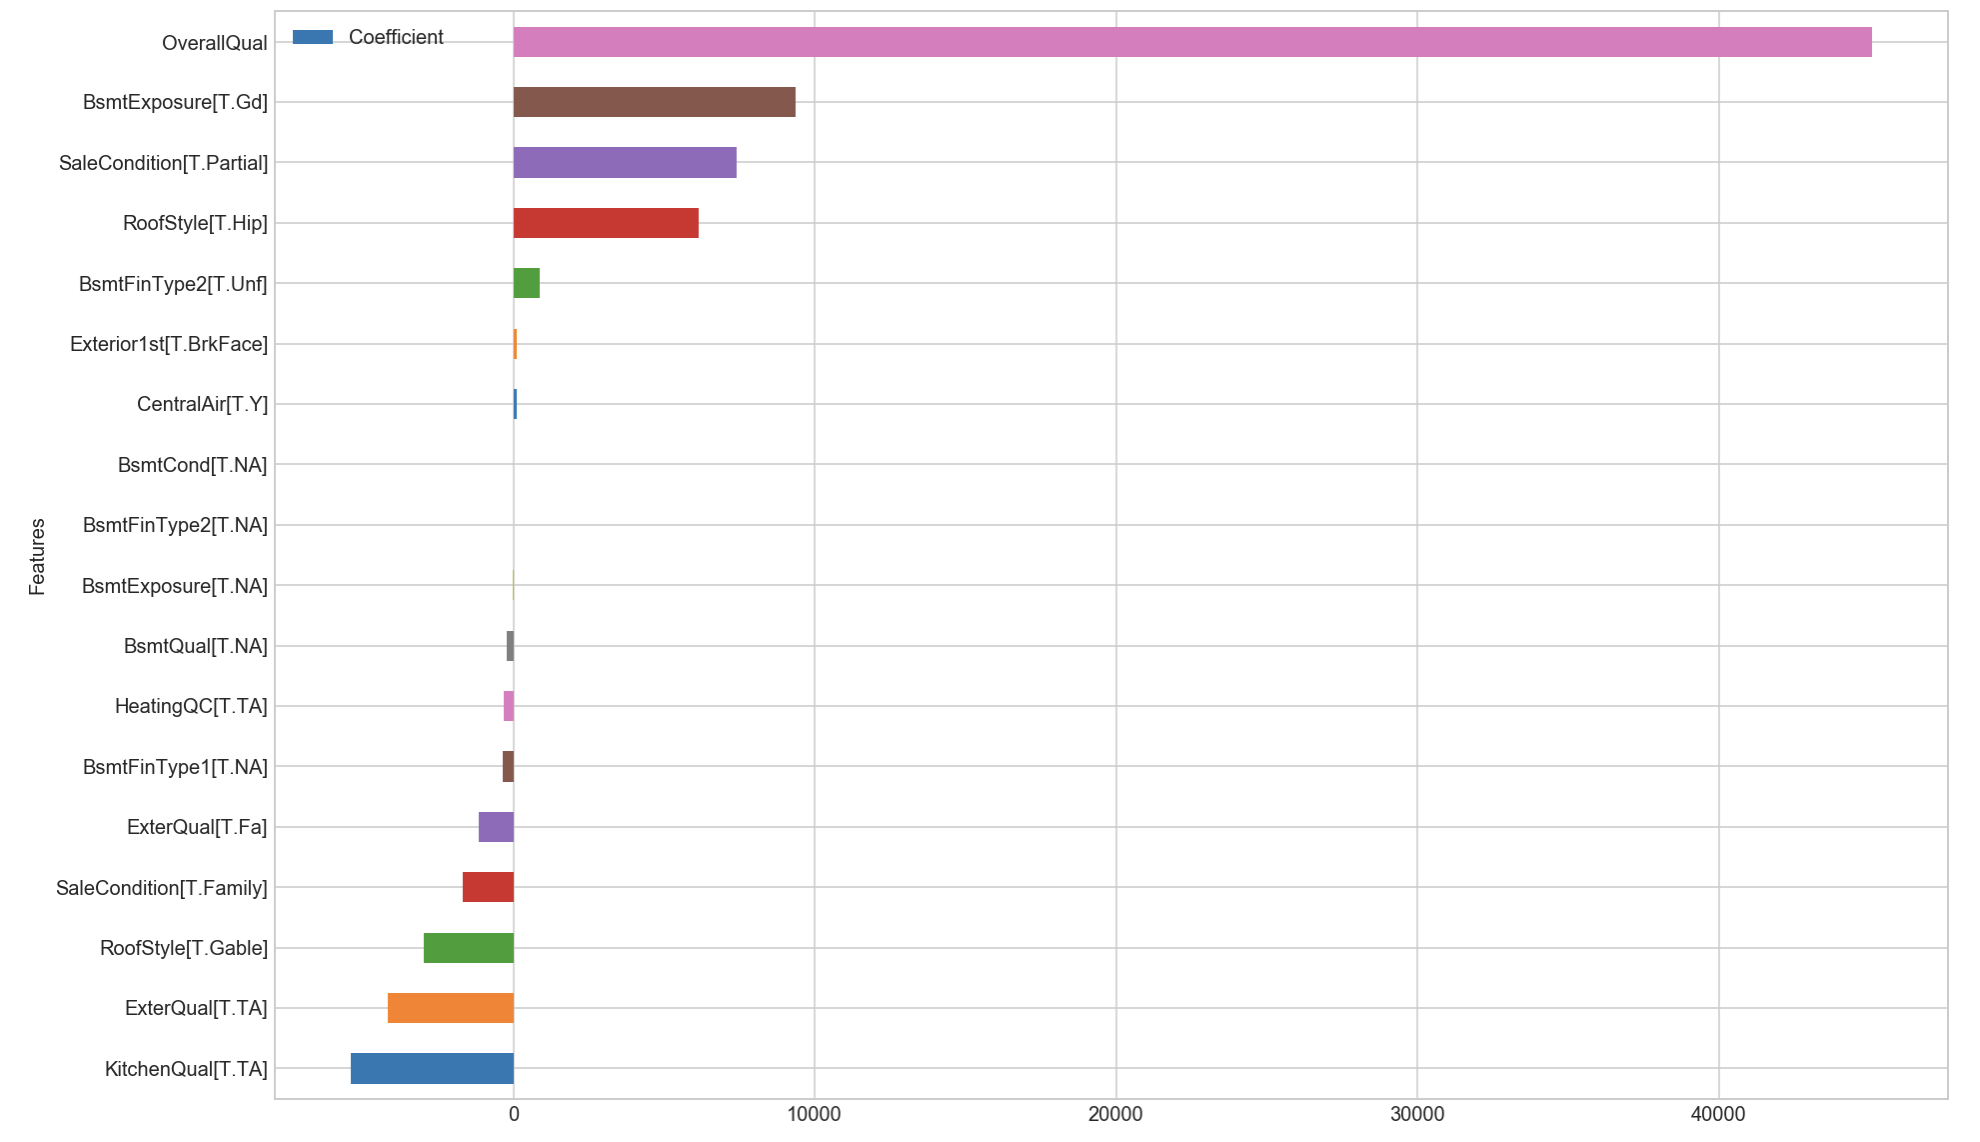 Coefficient
OverallQual
BsmtExposure[T.Gd]
SaleCondition[T.Partial]
RoofStyle[T.Hip]
BsmtFinType2[T.Unf]
Exterior1st[T.BrkFace]
CentralAir[T.Y]
BsmtCond[T.NA]
BsmtFinType2[T.NA]
BsmtExposure[T.NA]
BsmtQual[T.NA]
HeatingQC[T.TA]
BsmtFinType1[T.NA]
ExterQual[T.Fa]
SaleCondition[T.Family]
RoofStyle[T.Gable]
ExterQual[T.TA]
KitchenQual[T.TA]
Features
0 10000 20000 30000 40000